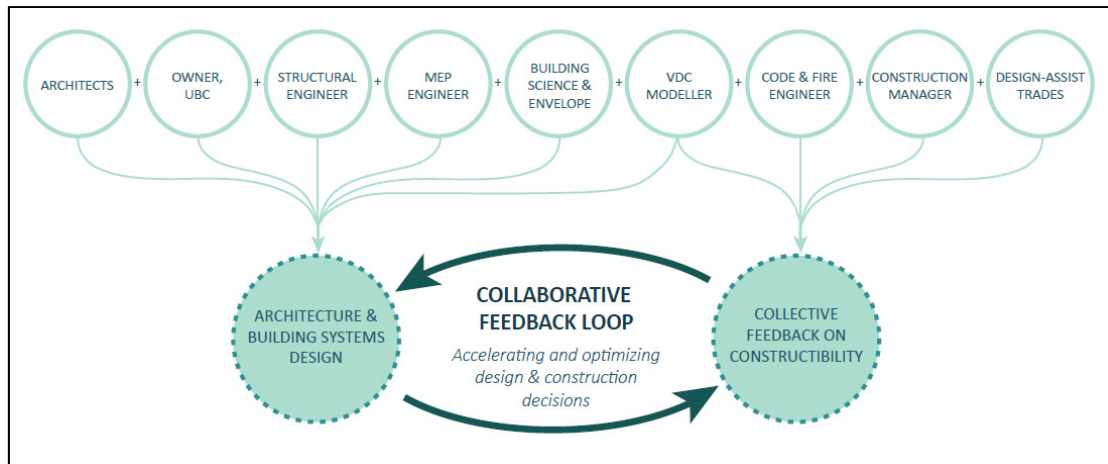 ARCHITECTS
+
OWNER,
UBC
+
STRUCTURAL
ENGINEER
+
MEP
ENGINEER
+
BUILDING
SCIENCE &
ENVELOPE
+
VDC
MODELLER
+
CODE & FIRE
ENGINEER
+
CONSTRUCTION
MANAGER
+
DESIGN-ASSIST
TRADES
ARCHITECTURE &
BUILDING SYSTEMS
DESIGN
COLLABORATIVE
FEEDBACK LOOP
Accelerating and optimizing
design & construction
decisions
COLLECTIVE
FEEDBACK ON
CONSTRUCTIBILITY